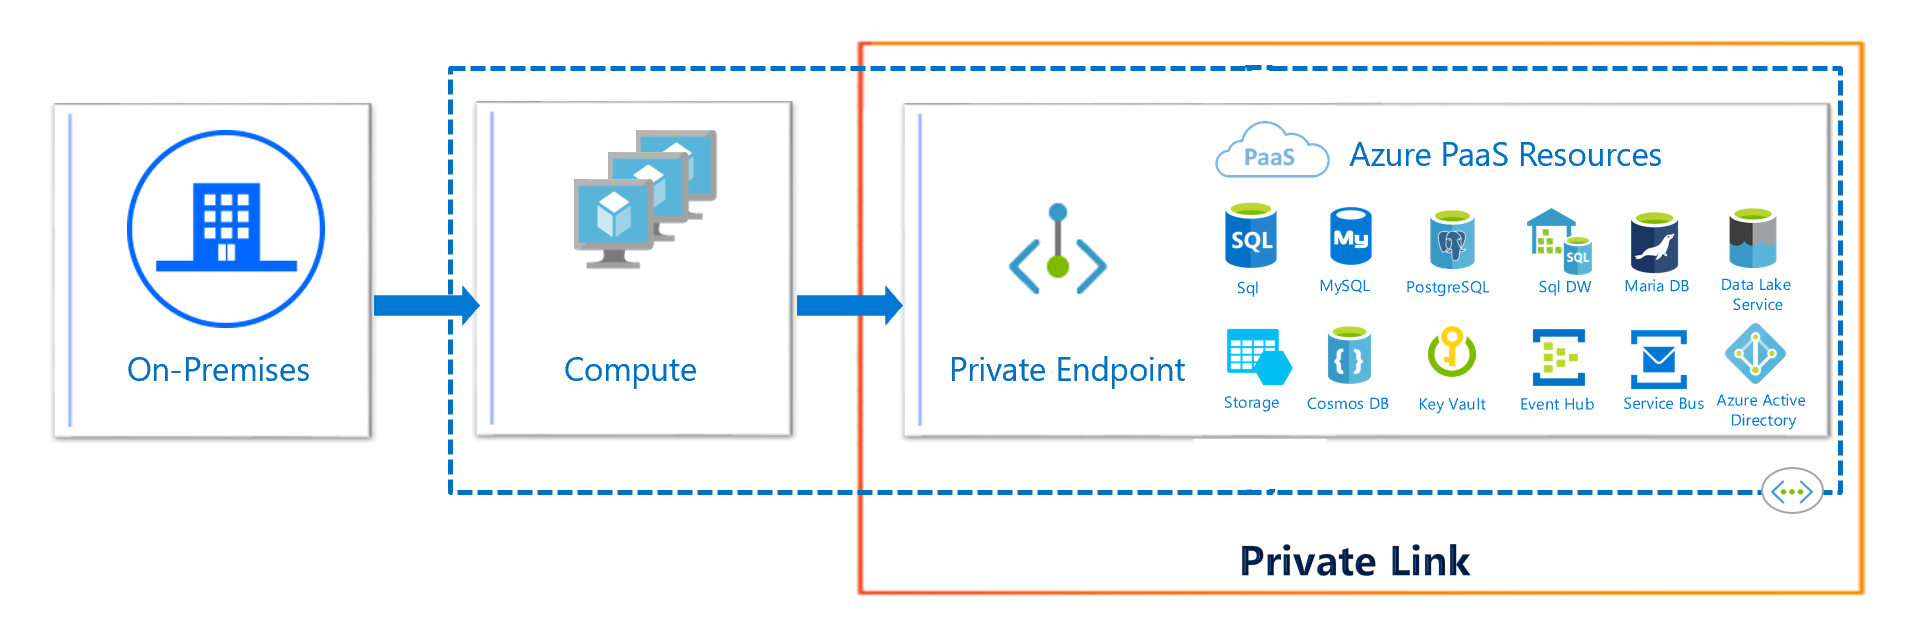 On-Premises
Compute
Private Endpoint
PaaS
Azure PaaS Resources
SQL
My
SQL
Sql
MySQL
PostgreSQL
Sql DW
Maria DB
Data Lake
Service
{ }
Storage
Cosmos DB
Key Vault
Event Hub
Service Bus
Azure Active
Directory
Private Link